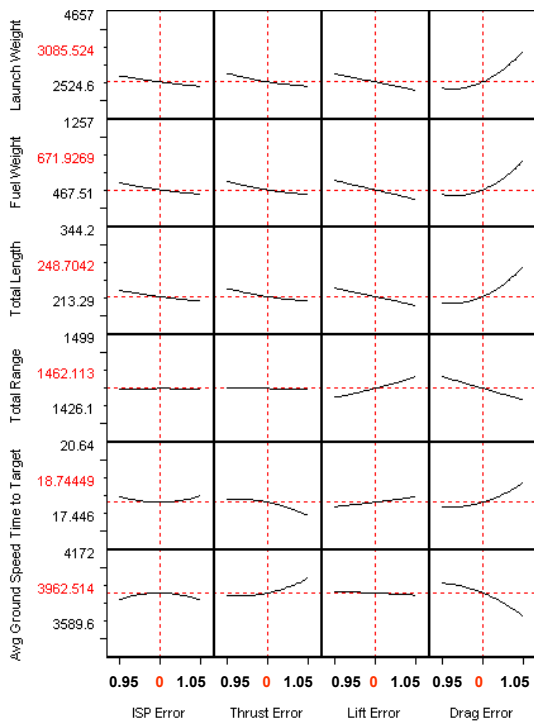 4657
Launch Weight
3085.524
2524.6
1257
Fuel Weight
671.9269
467.51
344.2
Total Length
248.7042
213.29
1499
Total Range
1462.113
1426.1
20.64
Time to Target
18.74449
17.446
4172
Avg Ground Speed
3962.514
3589.6
0.95 0 1.05 0.95 0 1.05 0.95 0 1.05 0.95 0 1.05
ISP Error Thrust Error Lift Error Drag Error